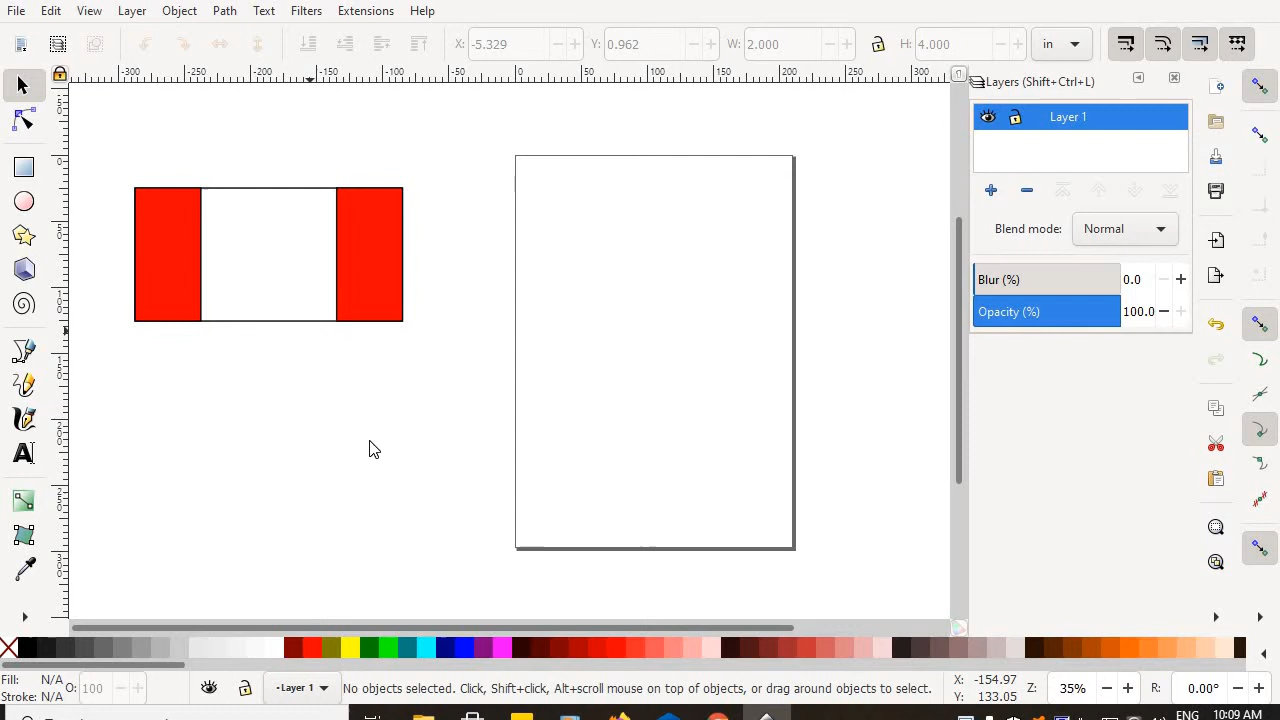 File Edit View Layer Object Path Text Filters Extensions Help
X: -5.329 Y: 0.962 W: 2.000 H: 4.000 in
-300 -250 -200 -150 -100 -50 0 50 100 150 200 250 300
Layers (Shift+Ctrl+L)
Layer 1
Blend mode: Normal
Blur (%) 0.0
Opacity (%) 100.0
Fill: N/A
Stroke: N/A
O: 100
Layer 1
No objects selected. Click, Shift+click, Alt+scroll mouse on top of objects, or drag around objects to select.
X: -154.97
Y: 133.05
Z: 35%
R: 0.00°
ENG 10:09 AM